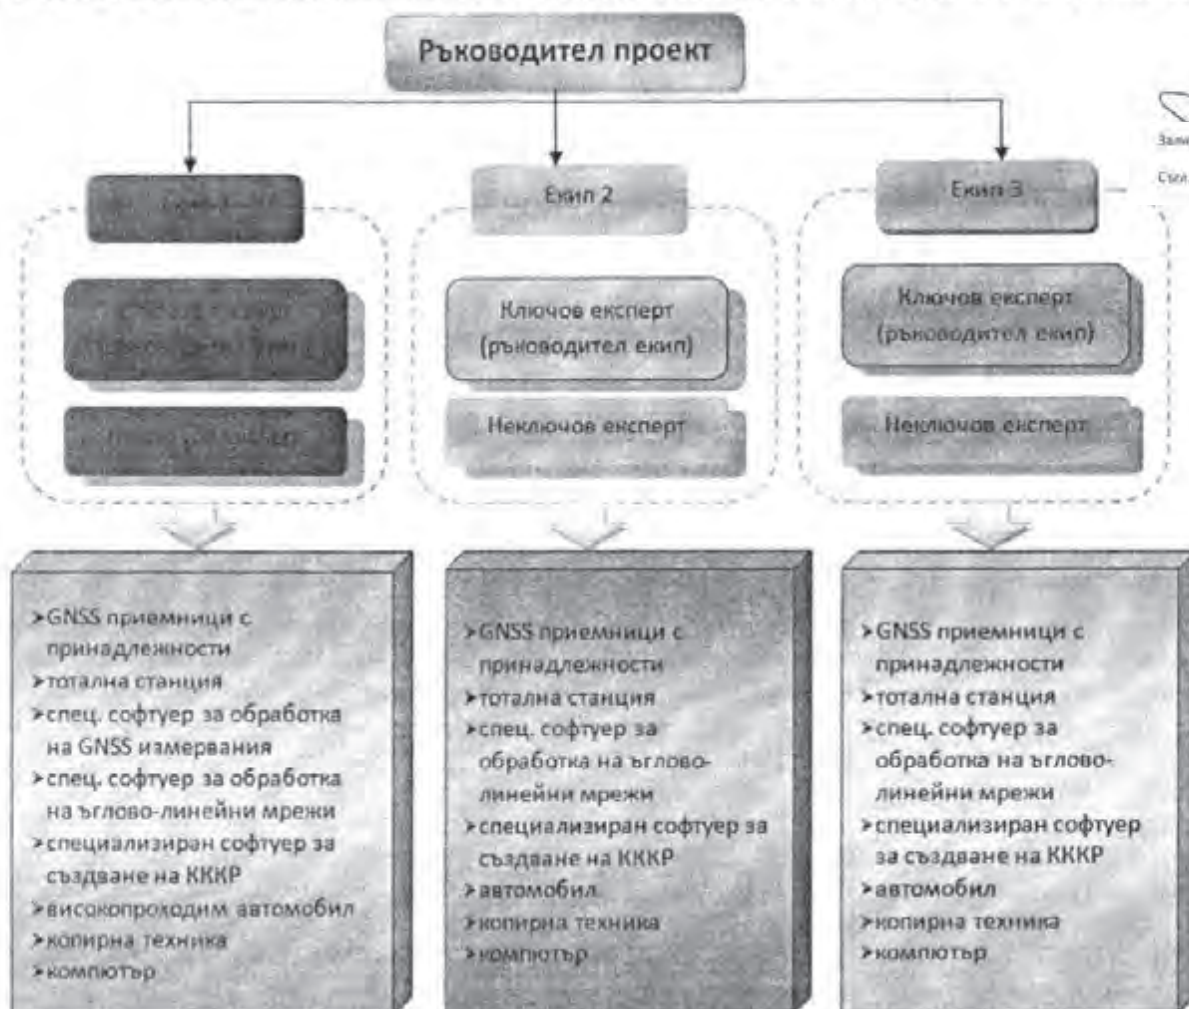 Ръководител проект
Екип 2
Екип 3
Ключов експерт
(ръководител екип)
Неключов експерт
Ключов експерт
(ръководител екип)
Неключов експерт
➢GNSS приемници с
принадлежности
➢тотална станция
➢спец. софтуер за обработка
на GNSS измервания
➢спец. софтуер за обработка
на ъглово-линейни мрежи
➢специализиран софтуер за
създване на КККР
➢високопроходим автомобил
➢копирна техника
➢компютър
➢GNSS приемници с
принадлежности
➢тотална станция
➢спец. софтуер за
обработка на ъглово-
линейни мрежи
➢специализиран софтуер за
създване на КККР
➢автомобил
➢копирна техника
➢компютър
➢GNSS приемници с
принадлежности
➢тотална станция
➢спец. софтуер за
обработка на ъглово-
линейни мрежи
➢специализиран софтуер
за създване на КККР
➢автомобил
➢копирна техника
➢компютър